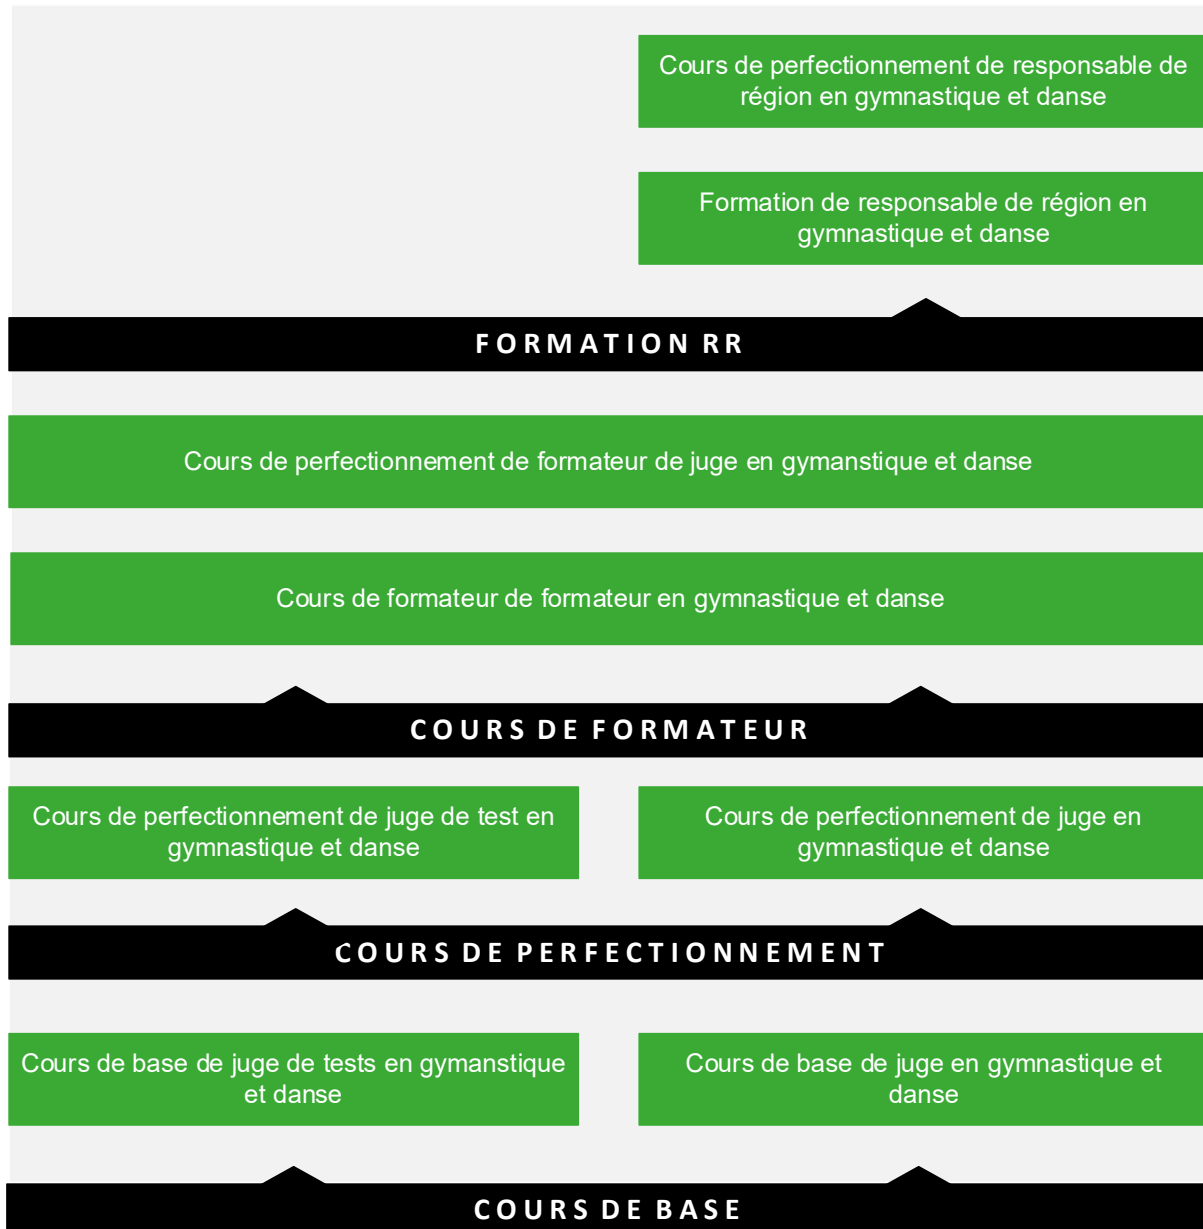 Cours de perfectionnement de responsable de
région en gymnastique et danse
Formation de responsable de région en
gymnastique et danse
FORMATION RR
Cours de perfectionnement de formateur de juge en gymanstique et danse
Cours de formateur de formateur en gymnastique et danse
COURS DE FORMATEUR
Cours de perfectionnement de juge de test en
gymnastique et danse
Cours de perfectionnement de juge en
gymnastique et danse
COURS DE PERFECTIONNEMENT
Cours de base de juge de tests en gymanstique
et danse
Cours de base de juge en gymnastique et
danse
COURS DE BASE